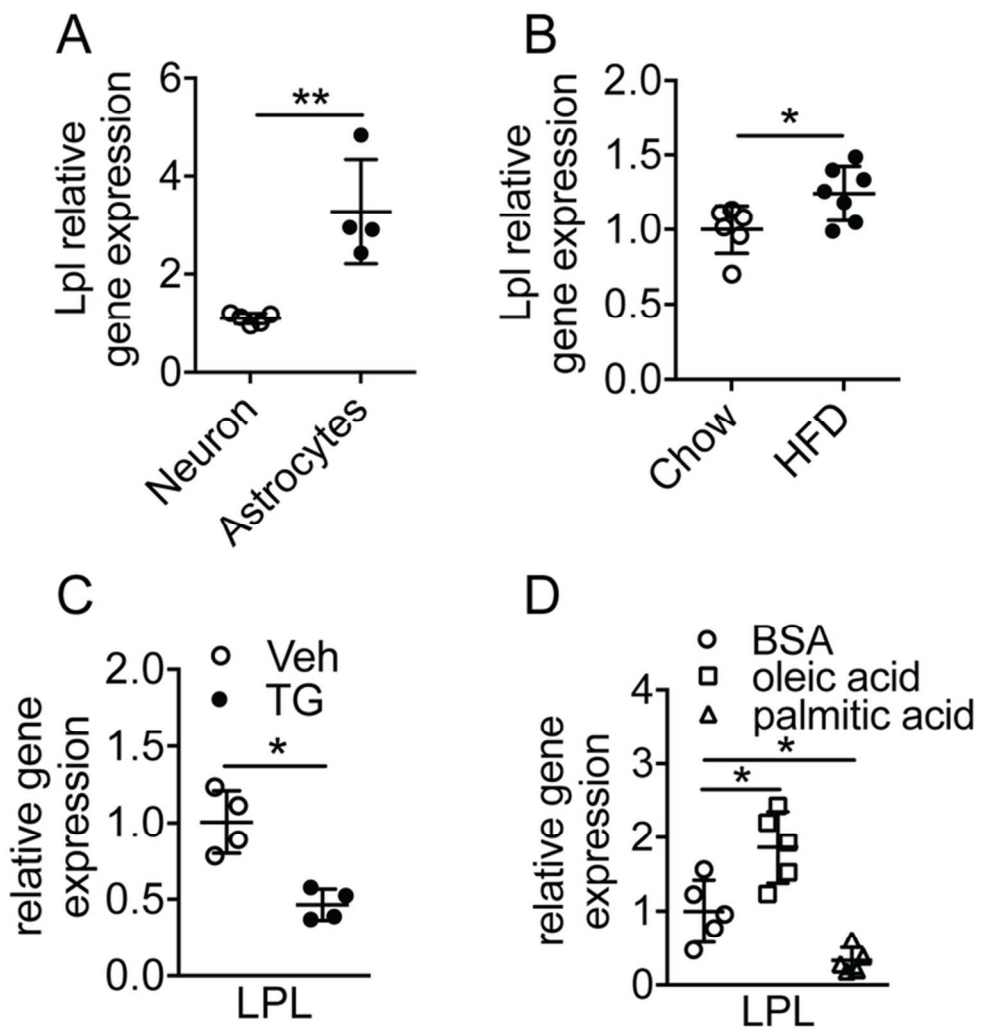 A
Lpl relative
gene expression
6
4
2
0
**
Neuron
Astrocytes
B
Lpl relative
gene expression
2.0
1.5
1.0
0.5
0.0
*
Chow
HFD
C
relative gene
expression
2.0
1.5
1.0
0.5
0.0
Veh
TG
*
LPL
D
relative gene
expression
4
3
2
1
0
BSA
oleic acid
palmitic acid
*
*
LPL